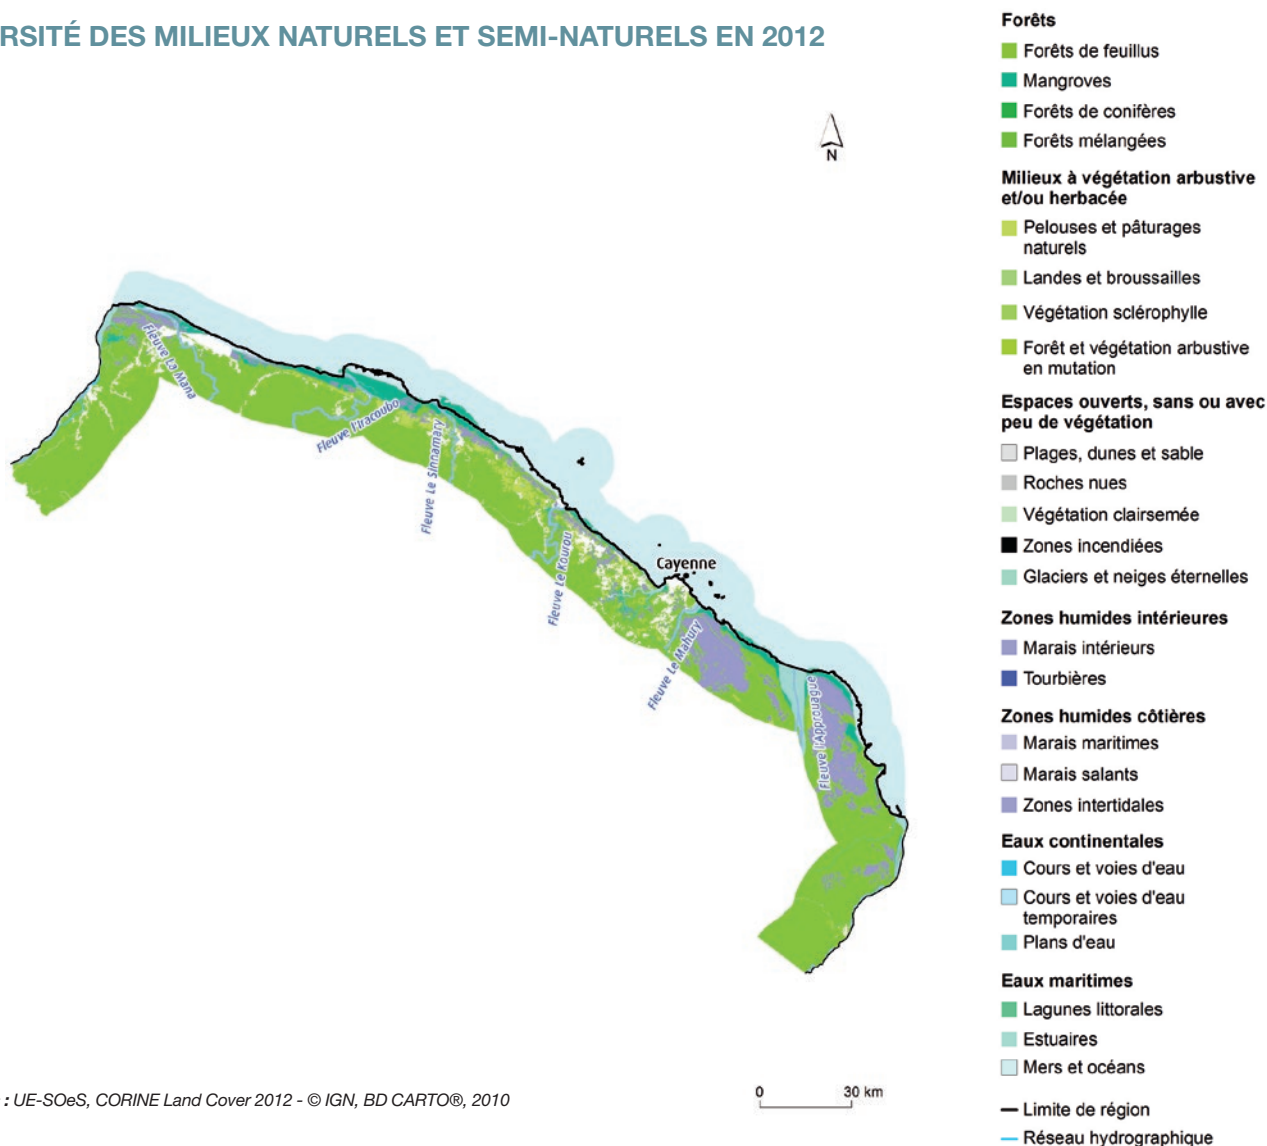 RSITÉ DES MILIEUX NATURELS ET SEMI-NATURELS EN 2012
N
Fleuve La Mana
Fleuve l'Iracoubo
Fleuve Le Sinnamary
Fleuve Le Kourou
Cayenne
Fleuve Le Mahury
Fleuve l'Approuague
Forêts
Forêts de feuillus
Mangroves
Forêts de conifères
Forêts mélangées
Milieux à végétation arbustive
et/ou herbacée
Pelouses et pâturages
naturels
Landes et broussailles
Végétation sclérophylle
Forêt et végétation arbustive
en mutation
Espaces ouverts, sans ou avec
peu de végétation
Plages, dunes et sable
Roches nues
Végétation clairsemée
Zones incendiées
Glaciers et neiges éternelles
Zones humides intérieures
Marais intérieurs
Tourbières
Zones humides côtières
Marais maritimes
Marais salants
Zones intertidales
Eaux continentales
Cours et voies d'eau
Cours et voies d'eau
temporaires
Plans d'eau
Eaux maritimes
Lagunes littorales
Estuaires
Mers et océans
Limite de région
Réseau hydrographique
0 30 km
: UE-SOeS, CORINE Land Cover 2012 - © IGN, BD CARTO®, 2010